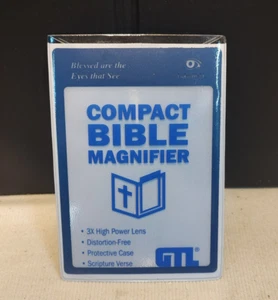 Blessed are the
Eyes that See
COMPACT
BIBLE
MAGNIFIER
• 3X High Power Lens
• Distortion-Free
• Protective Case
• Scripture Verse
GTL®